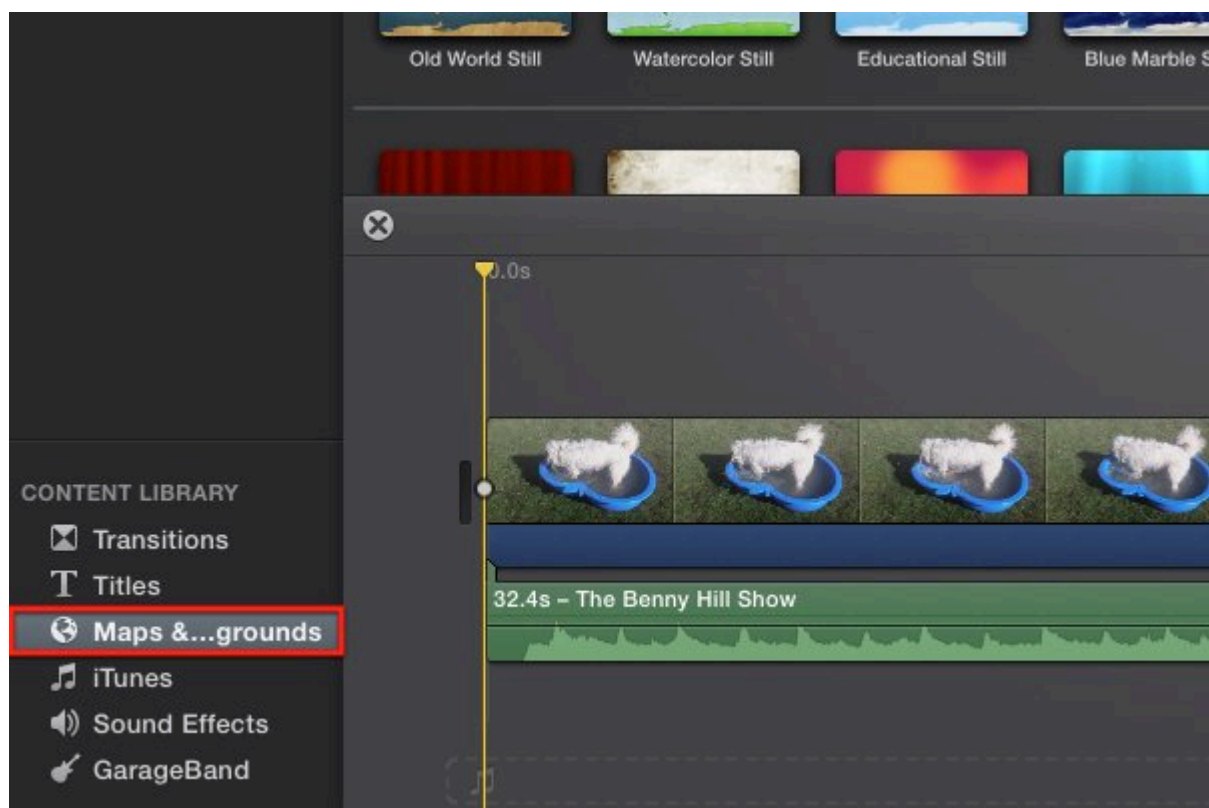 Old World Still
Watercolor Still
Educational Still
Blue Marble S
0.0s
CONTENT LIBRARY
Transitions
T Titles
Maps &...grounds
iTunes
Sound Effects
GarageBand
32.4s – The Benny Hill Show